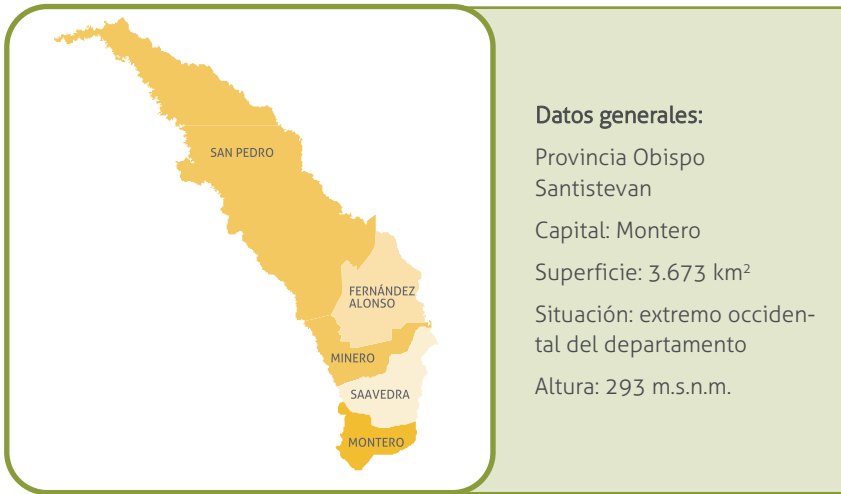 SAN PEDRO
FERNÁNDEZ
ALONSO
MINERO
SAAVEDRA
MONTERO
Datos generales:
Provincia Obispo
Santistevan
Capital: Montero
Superficie: 3.673 km²
Situación: extremo occiden-
tal del departamento
Altura: 293 m.s.n.m.